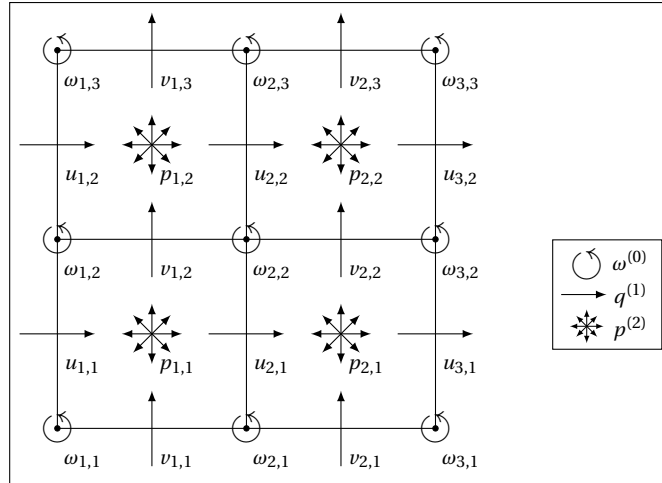 ω1,3 v1,3 ω2,3 v2,3 ω3,3
u1,2 p1,2 u2,2 p2,2 u3,2
ω1,2 v1,2 ω2,2 v2,2 ω3,2
u1,1 p1,1 u2,1 p2,1 u3,1
ω1,1 v1,1 ω2,1 v2,1 ω3,1
ω(0)
q(1)
p(2)